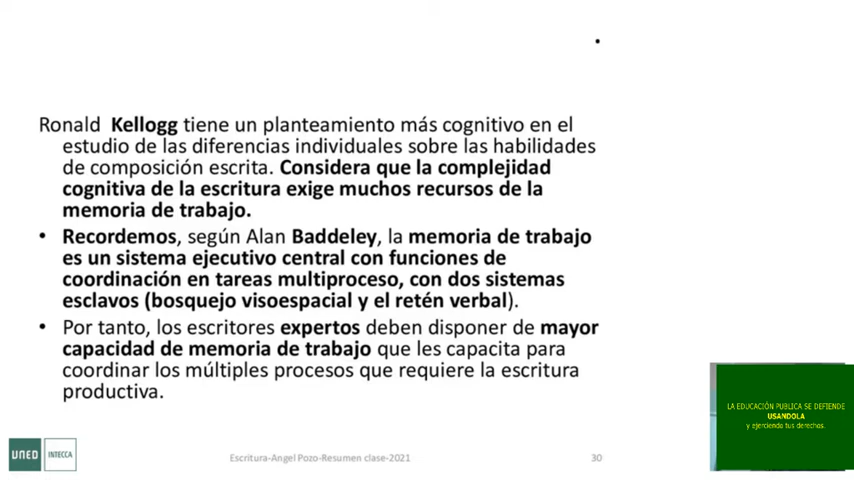 •
Ronald Kellogg tiene un planteamiento más cognitivo en el
estudio de las diferencias individuales sobre las habilidades
de composición escrita. Considera que la complejidad
cognitiva de la escritura exige muchos recursos de la
memoria de trabajo.
• Recordemos, según Alan Baddeley, la memoria de trabajo
es un sistema ejecutivo central con funciones de
coordinación en tareas multiproceso, con dos sistemas
esclavos (bosquejo visoespacial y el retén verbal).
• Por tanto, los escritores expertos deben disponer de mayor
capacidad de memoria de trabajo que les capacita para
coordinar los múltiples procesos que requiere la escritura
productiva.
LA EDUCACIÓN PUBLICA SE DEFIENDE
USANDOLA
y ejerciendo tus derechos.
UNED INTECCA
Escritura-Angel Pozo-Resumen clase-2021
30